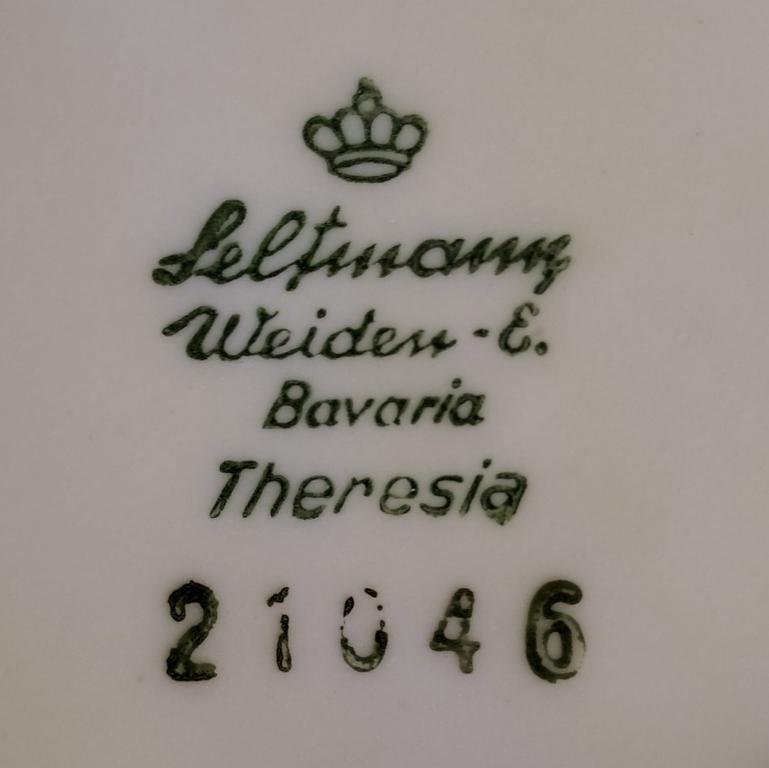 Seltmann
Weiden-E.
Bavaria
Theresia
21046